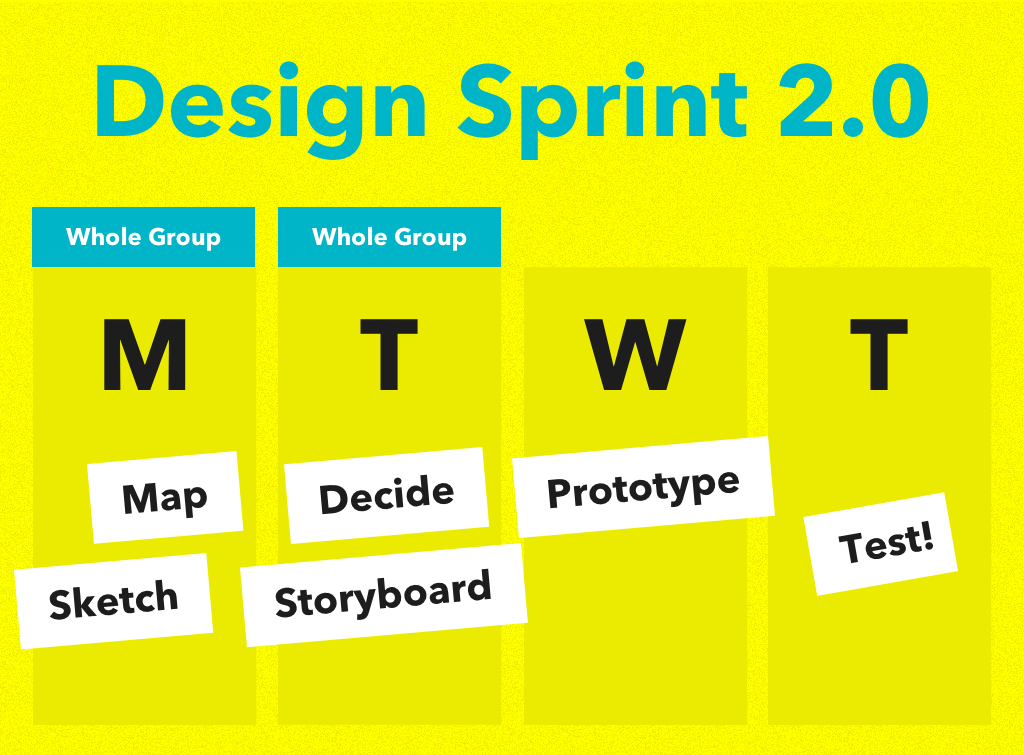 Design Sprint 2.0
Whole Group
Whole Group
M
T
W
T
Map
Sketch
Decide
Storyboard
Prototype
Test!